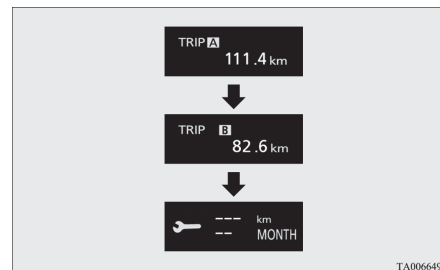 TRIP A
111.4 km
TRIP B
82.6 km
--- km
-- MONTH
TA006649